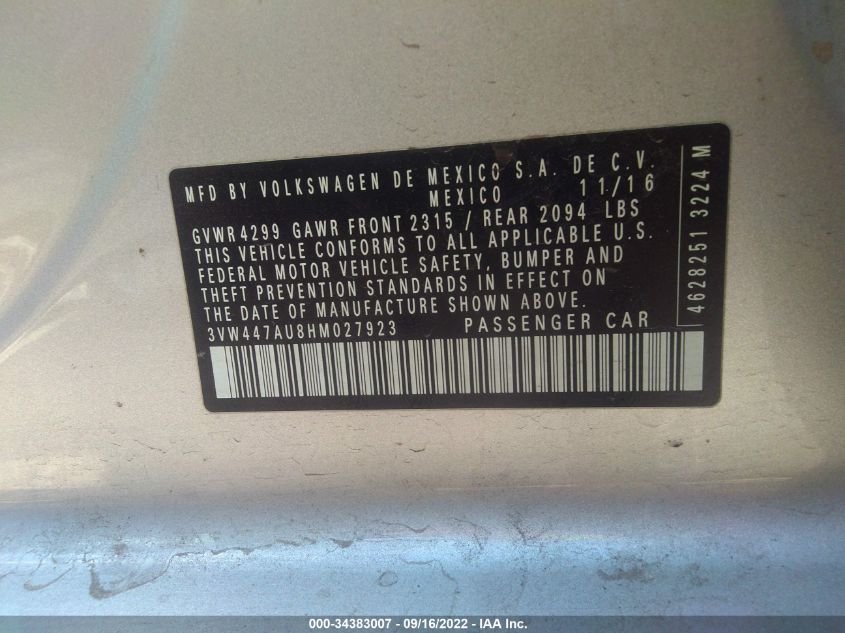 MFD BY VOLKSWAGEN DE MEXICO S.A. DE C.V.
MEXICO 11/16
GVWR 4299 GAWR FRONT 2315 / REAR 2094 LBS
THIS VEHICLE CONFORMS TO ALL APPLICABLE U.S.
FEDERAL MOTOR VEHICLE SAFETY, BUMPER AND
THEFT PREVENTION STANDARDS IN EFFECT ON
THE DATE OF MANUFACTURE SHOWN ABOVE.
3VW447AU8HM027923 PASSENGER CAR
4628251 3224 M
000-34383007 - 09/16/2022 - IAA Inc.